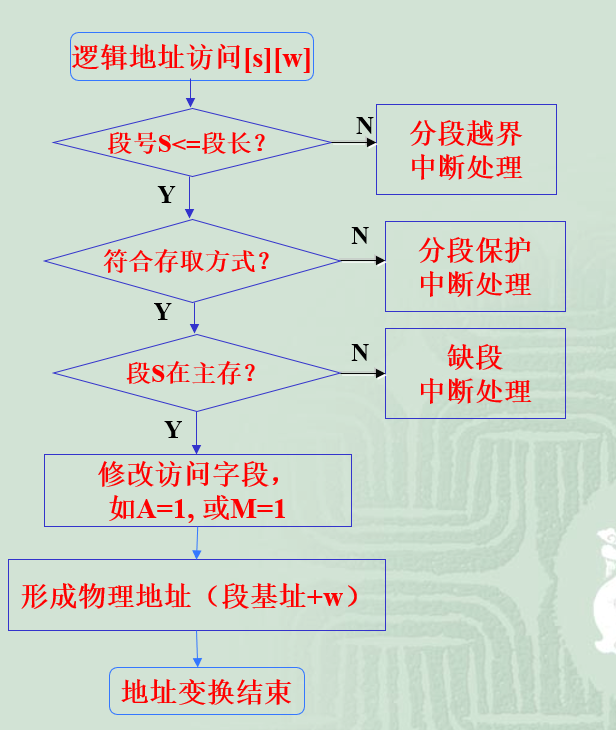 逻辑地址访问[s][w]
段号S<=段长？
N
分段越界
中断处理
Y
符合存取方式？
N
分段保护
中断处理
Y
段S在主存？
N
缺段
中断处理
Y
修改访问字段，
如A=1, 或M=1
形成物理地址（段基址+w）
地址变换结束